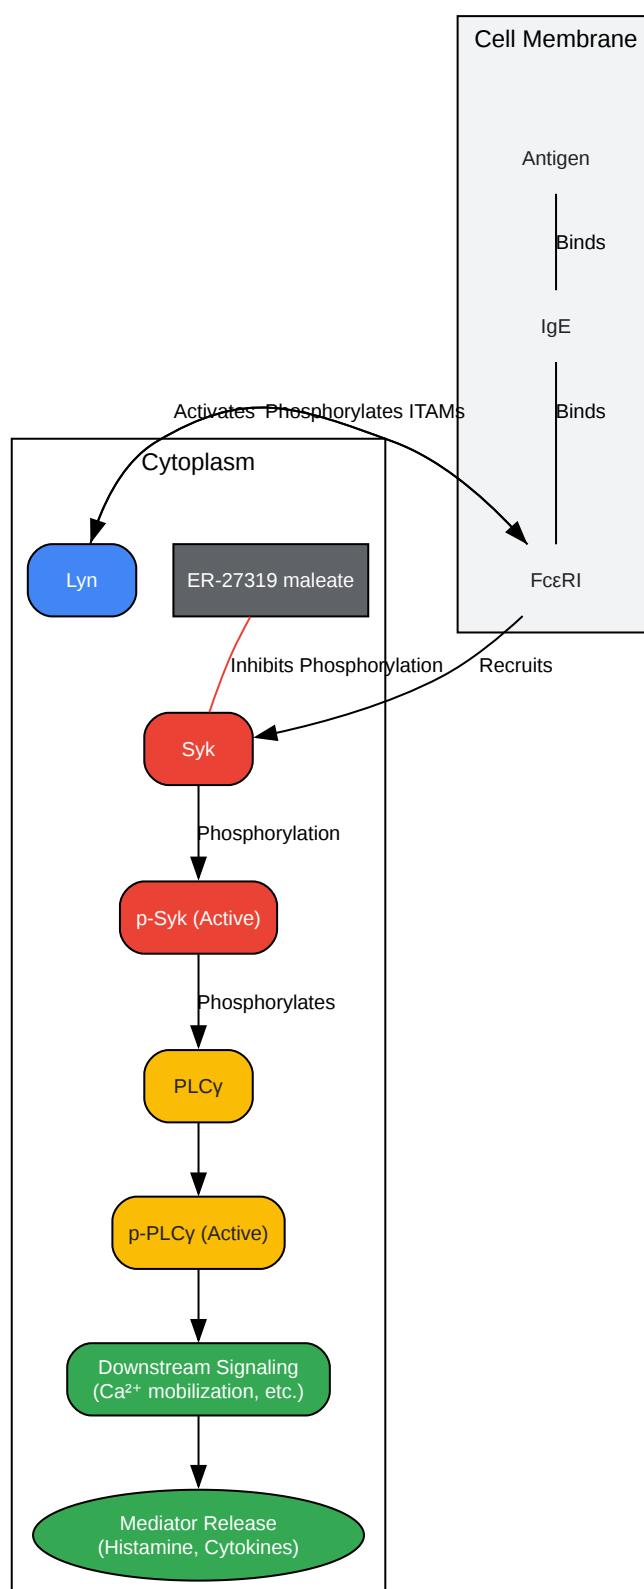 Cell Membrane
Antigen
Binds
IgE
Activates
Phosphorylates ITAMs
Binds
Cytoplasm
Lyn
ER-27319 maleate
FcεRI
Inhibits Phosphorylation
Recruits
Syk
Phosphorylation
p-Syk (Active)
Phosphorylates
PLCγ
p-PLCγ (Active)
Downstream Signaling
(Ca²⁺ mobilization, etc.)
Mediator Release
(Histamine, Cytokines)